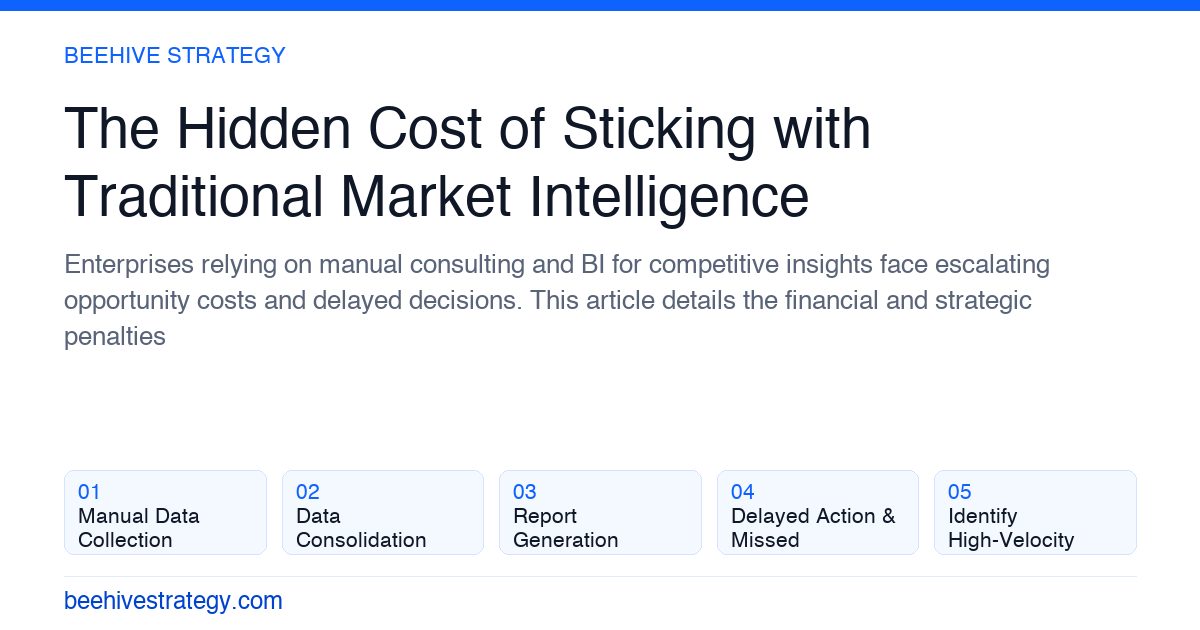 BEEHIVE STRATEGY
The Hidden Cost of Sticking with
Traditional Market Intelligence
Enterprises relying on manual consulting and BI for competitive insights face escalating
opportunity costs and delayed decisions. This article details the financial and strategic
penalties
01
Manual Data
Collection
02
Data
Consolidation
03
Report
Generation
04
Delayed Action &
Missed
05
Identify
High-Velocity
beehivestrategy.com